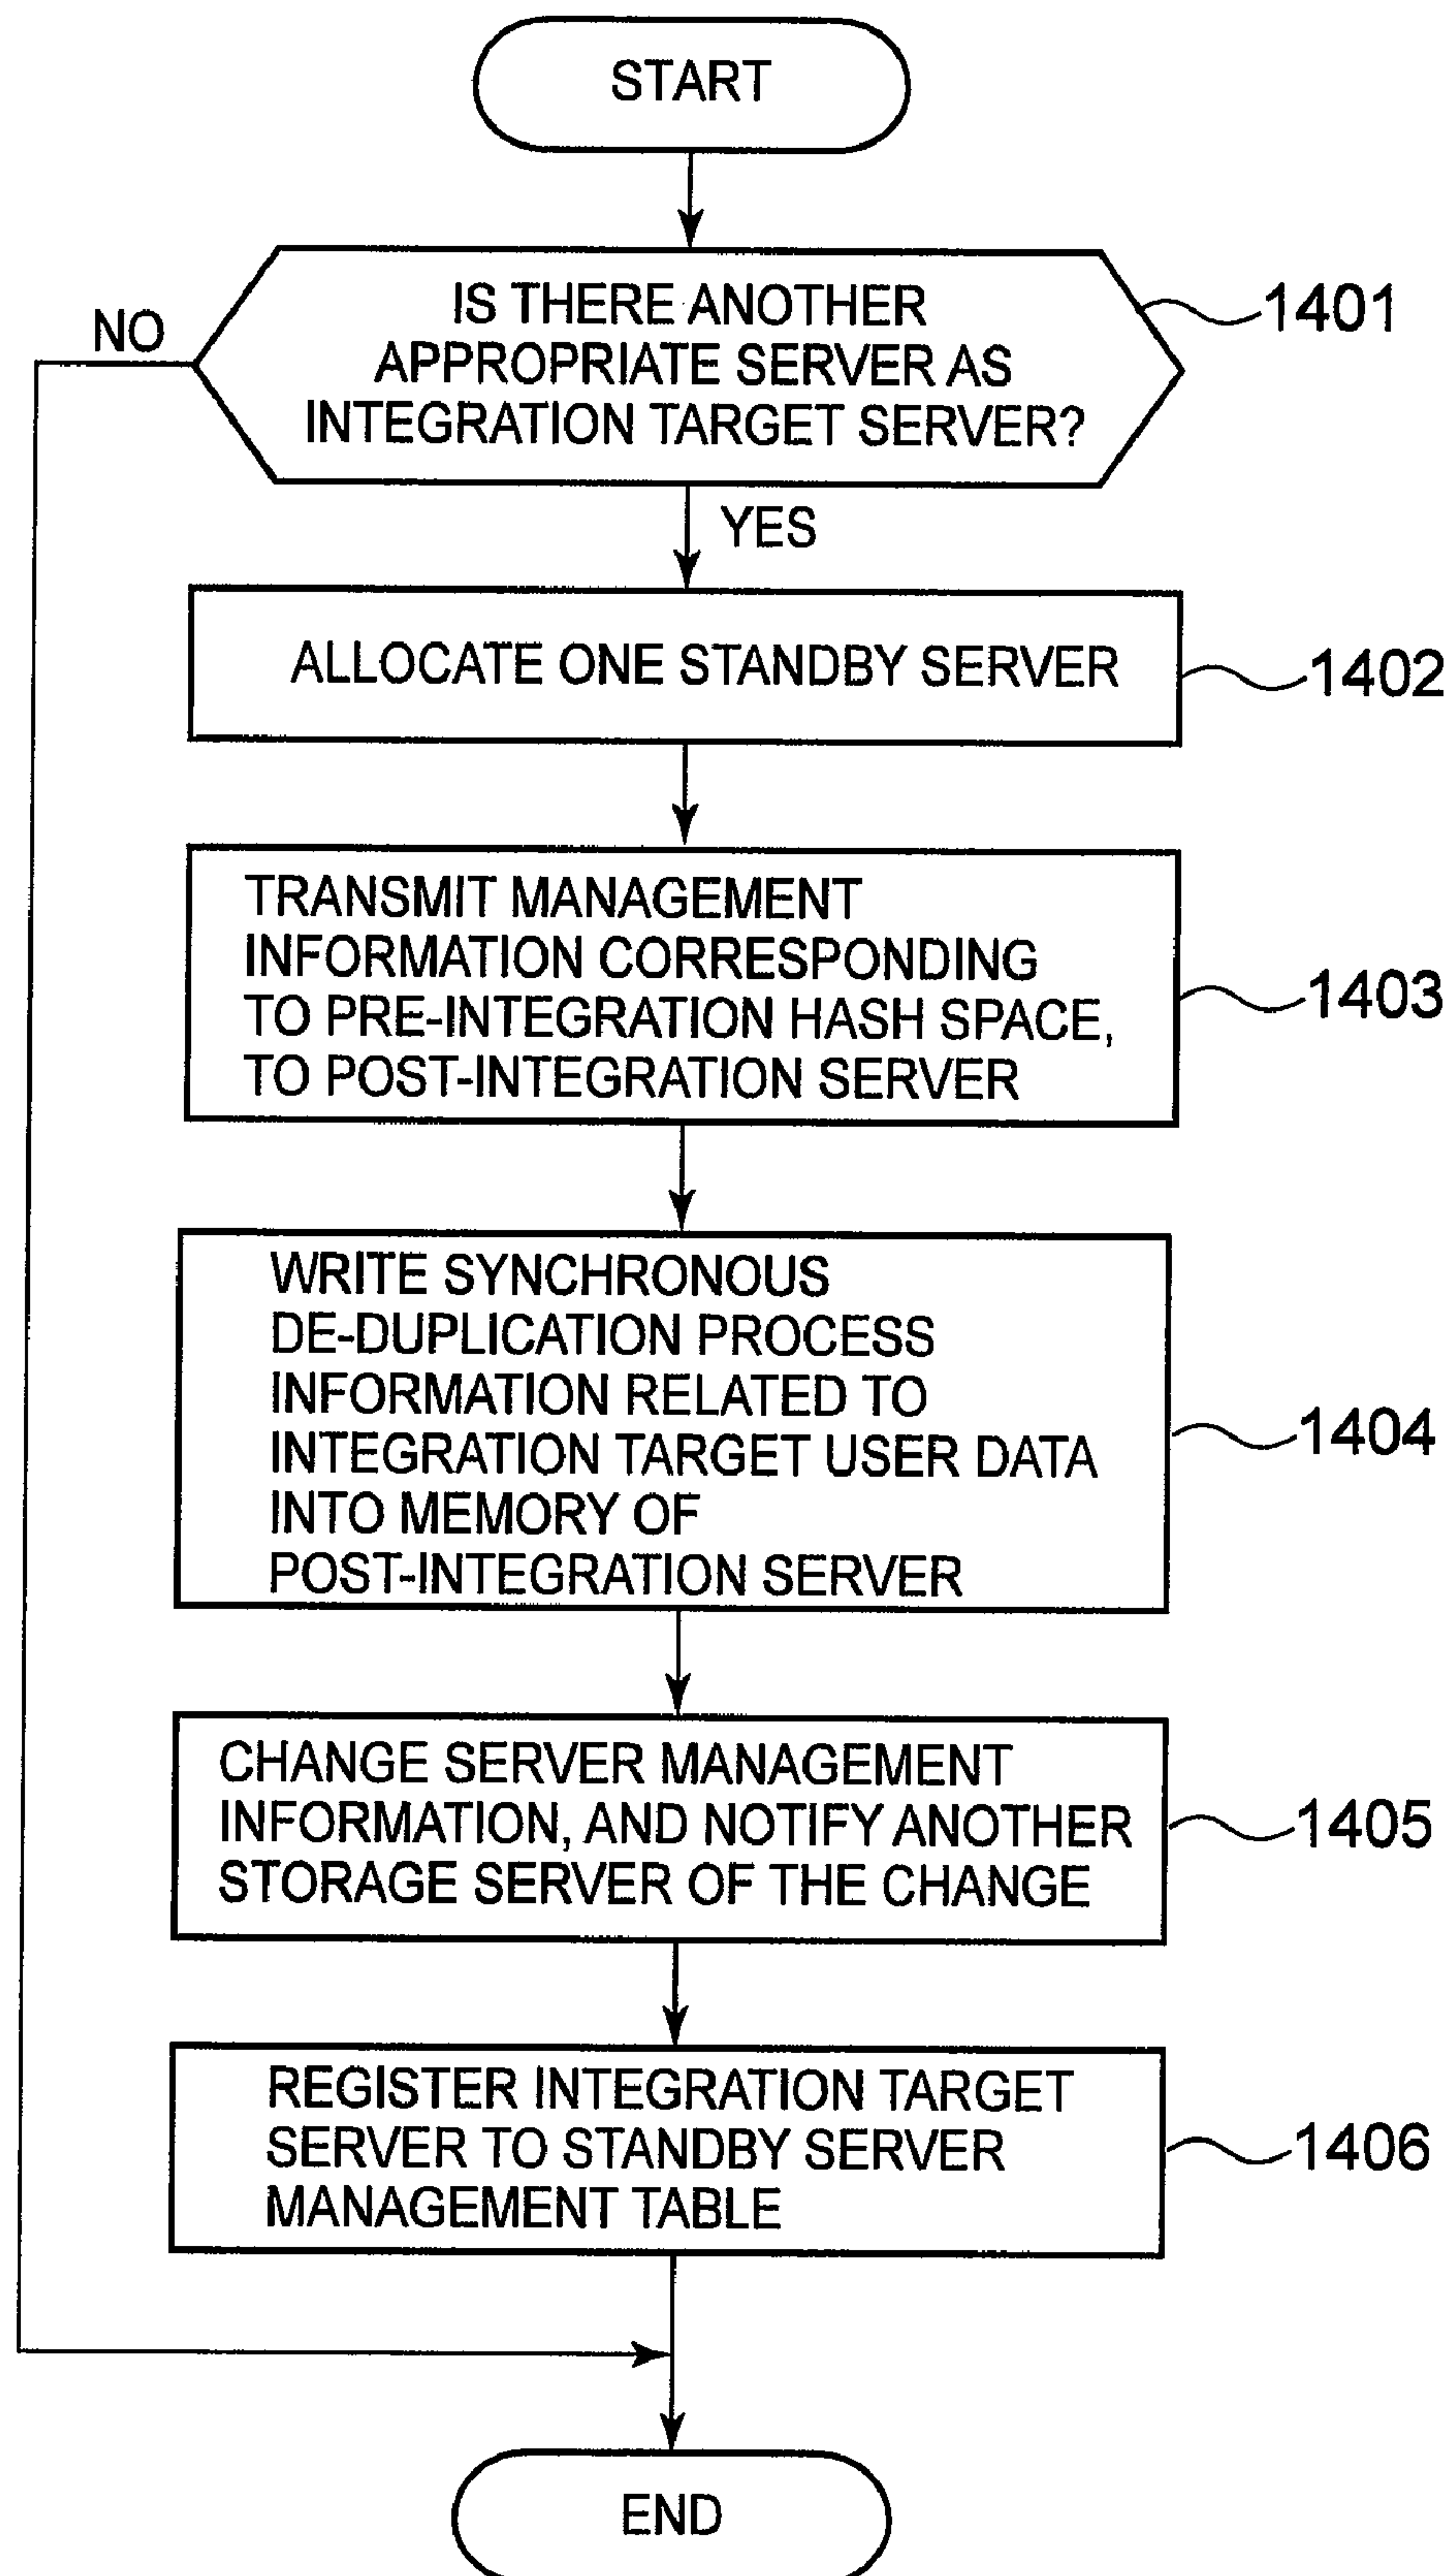 START
IS THERE ANOTHER
APPROPRIATE SERVER AS
INTEGRATION TARGET SERVER?
1401
NO
YES
ALLOCATE ONE STANDBY SERVER
1402
TRANSMIT MANAGEMENT
INFORMATION CORRESPONDING
TO PRE-INTEGRATION HASH SPACE,
TO POST-INTEGRATION SERVER
1403
WRITE SYNCHRONOUS
DE-DUPLICATION PROCESS
INFORMATION RELATED TO
INTEGRATION TARGET USER DATA
INTO MEMORY OF
POST-INTEGRATION SERVER
1404
CHANGE SERVER MANAGEMENT
INFORMATION, AND NOTIFY ANOTHER
STORAGE SERVER OF THE CHANGE
1405
REGISTER INTEGRATION TARGET
SERVER TO STANDBY SERVER
MANAGEMENT TABLE
1406
END